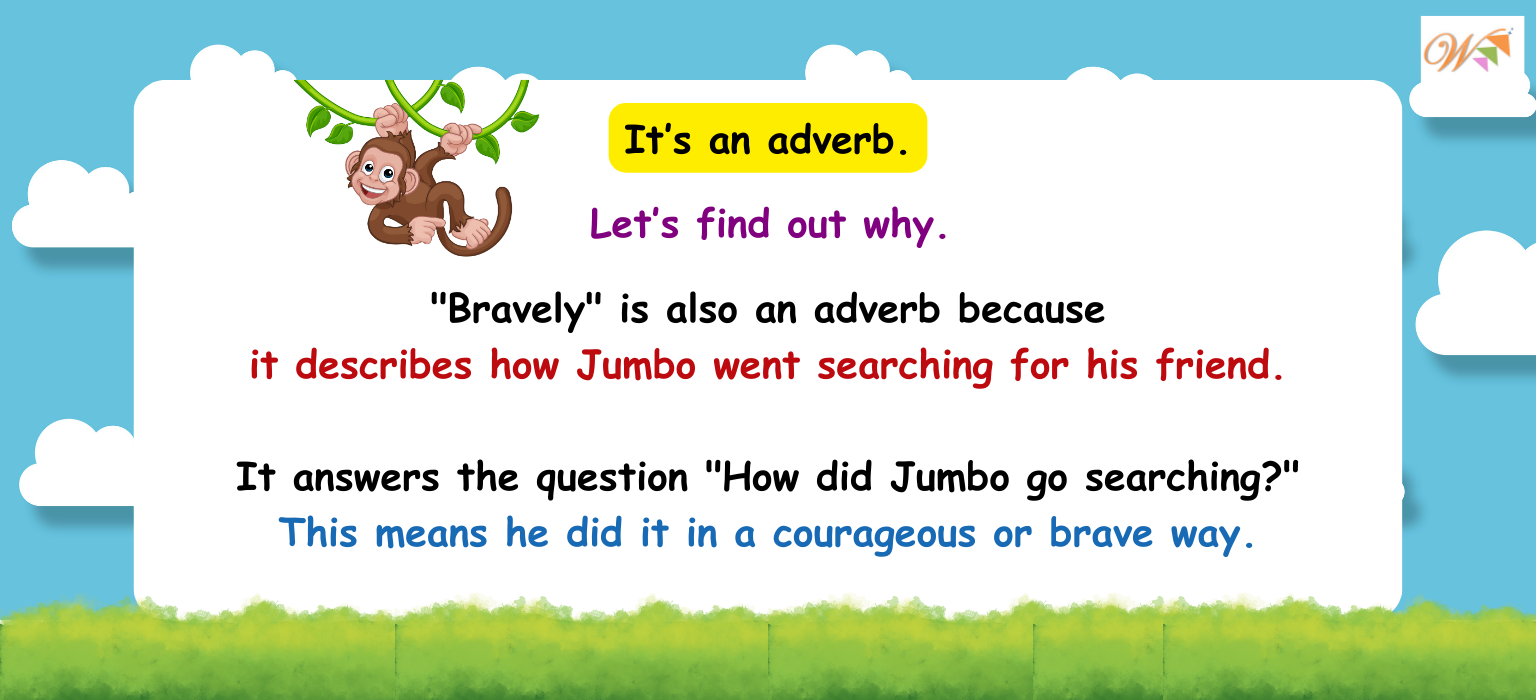 W
It's an adverb.
Let's find out why.
"Bravely" is also an adverb because
it describes how Jumbo went searching for his friend.
It answers the question "How did Jumbo go searching?"
This means he did it in a courageous or brave way.